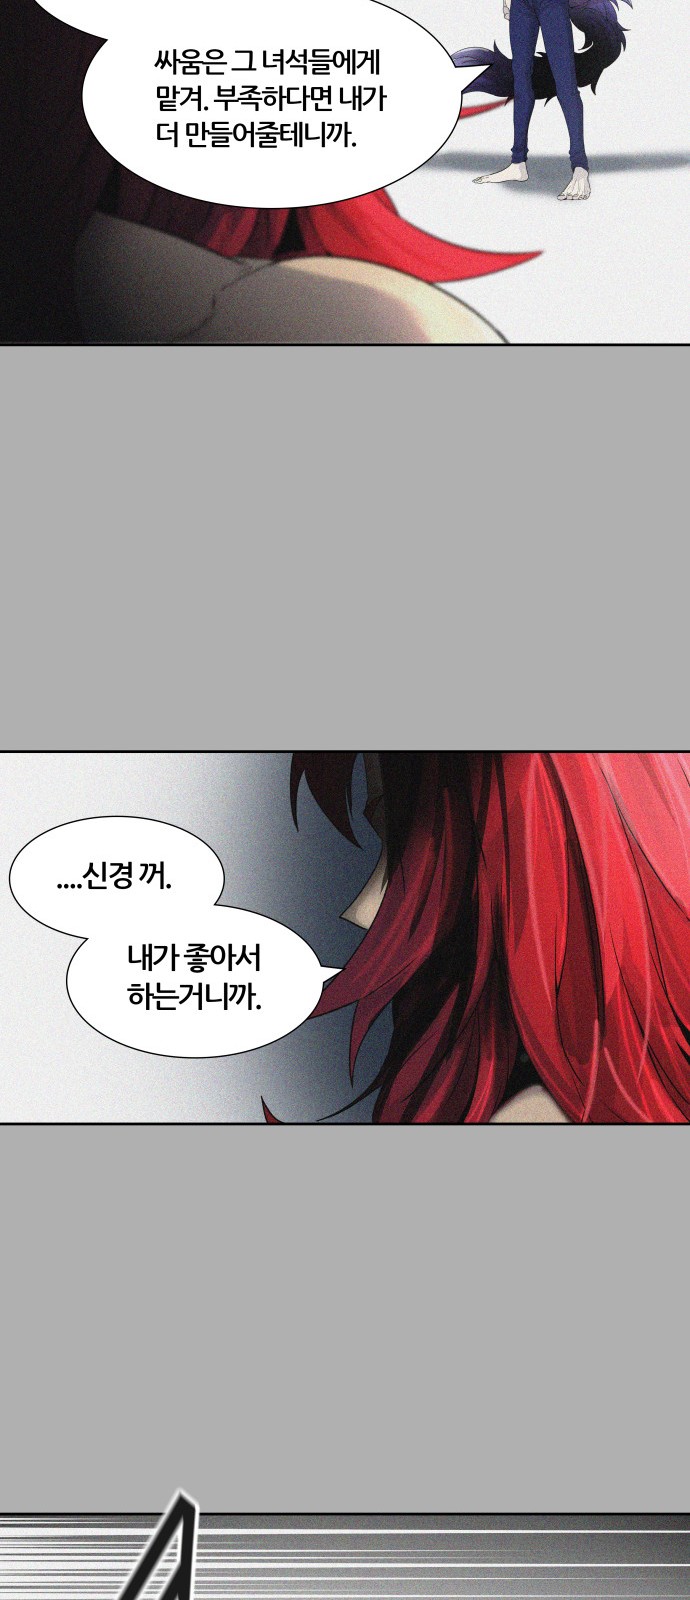 싸움은 그 녀석들에게
맡겨. 부족하다면 내가
더 만들어줄테니까.
....신경 꺼.
내가 좋아서
하는거니까.